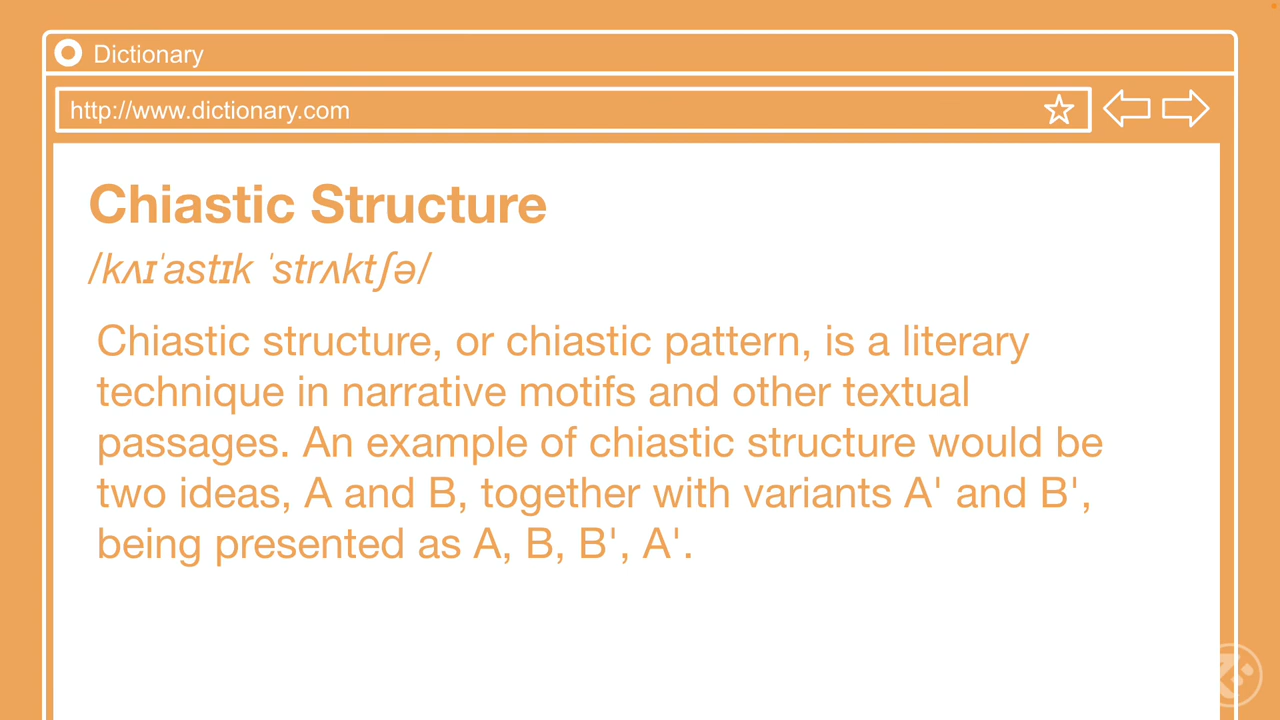 Dictionary
http://www.dictionary.com
Chiastic Structure
/kʌɪˈastɪk ˈstrʌktʃə/
Chiastic structure, or chiastic pattern, is a literary
technique in narrative motifs and other textual
passages. An example of chiastic structure would be
two ideas, A and B, together with variants A' and B',
being presented as A, B, B', A'.